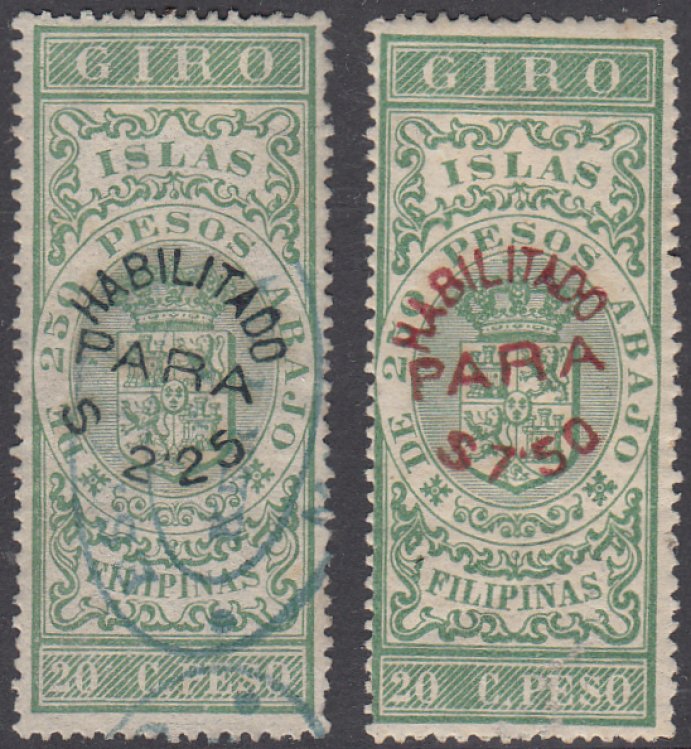 GIRO
ISLAS
DE 250 PESOS ABAJO
HABILITADO
PARA
S 2'25
FILIPINAS
20 C. PESO
GIRO
ISLAS
DE 250 PESOS ABAJO
HABILITADO
PARA
$7'50
FILIPINAS
20 C. PESO